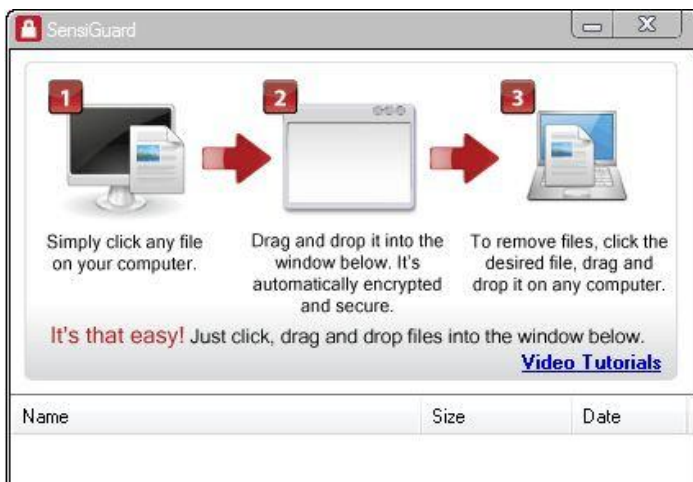 SensiGuard
1
2
3
Simply click any file
on your computer.
Drag and drop it into the
window below. It's
automatically encrypted
and secure.
To remove files, click the
desired file, drag and
drop it on any computer.
It's that easy! Just click, drag and drop files into the window below.
Video Tutorials
Name Size Date